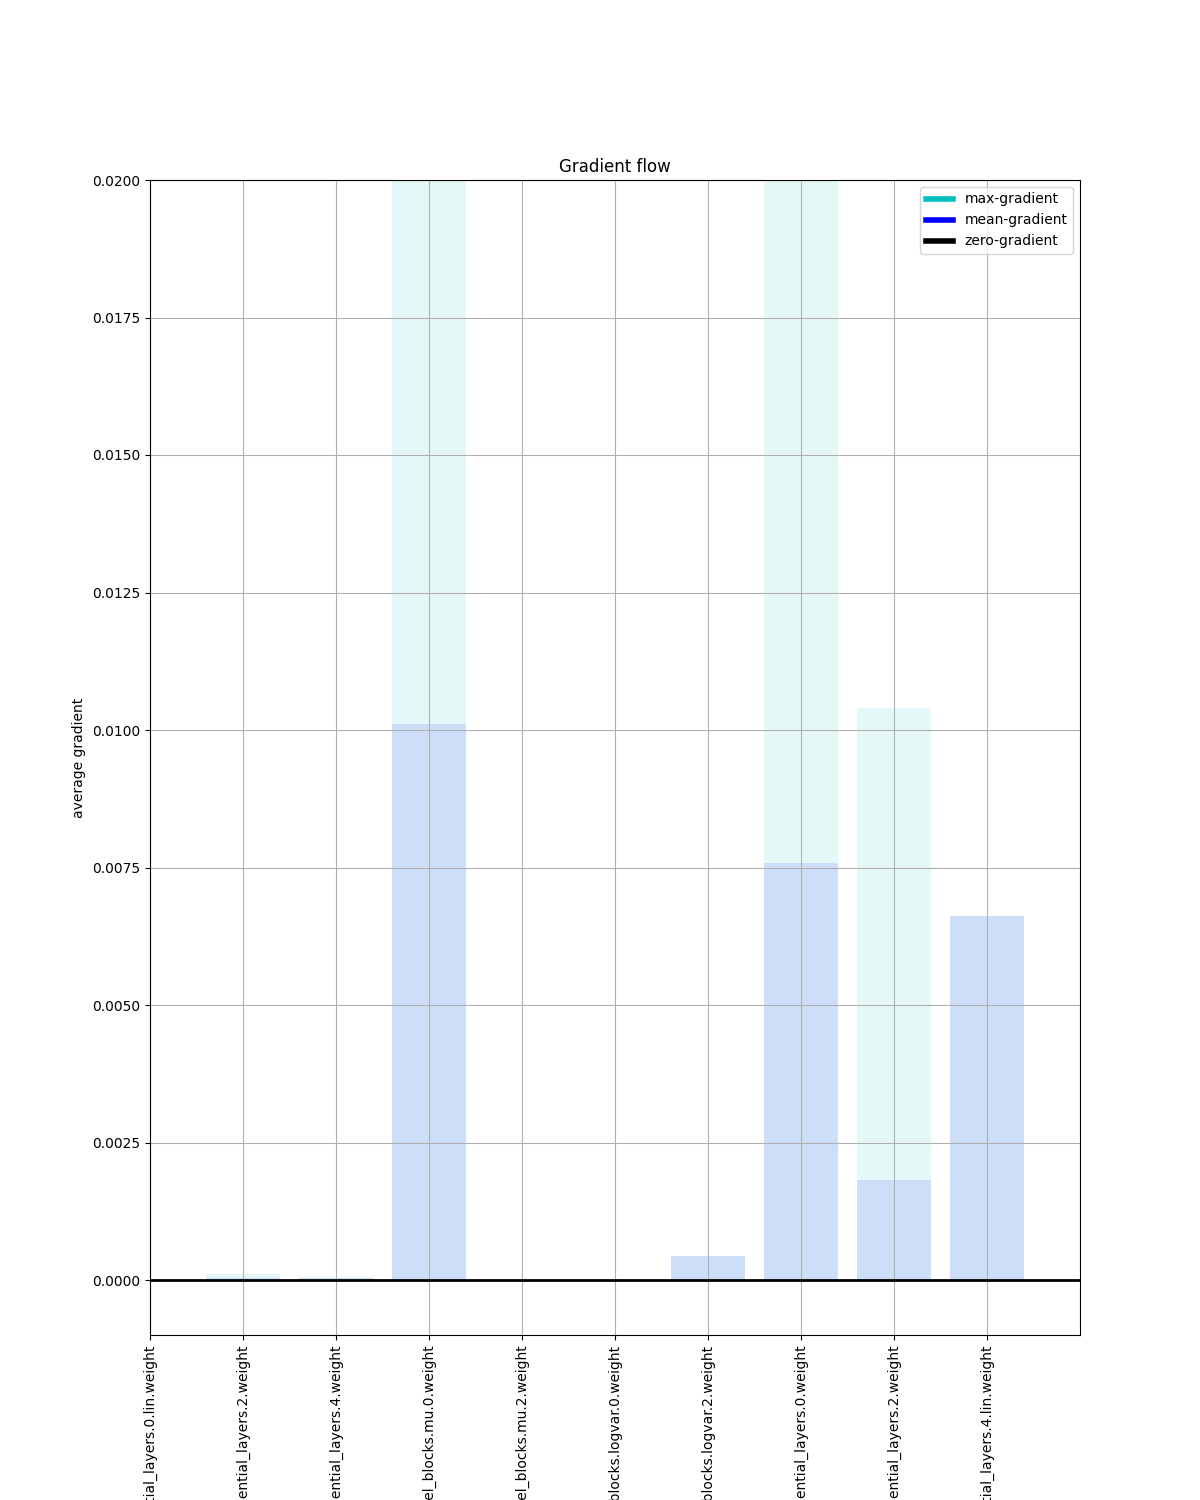 Gradient flow
0.0200
0.0175
0.0150
0.0125
0.0100
0.0075
0.0050
0.0025
0.0000
average gradient
max-gradient
mean-gradient
zero-gradient
tial_layers.0.lin.weight
ential_layers.2.weight
ential_layers.4.weight
el_blocks.mu.0.weight
el_blocks.mu.2.weight
blocks.logvar.0.weight
blocks.logvar.2.weight
ential_layers.0.weight
ential_layers.2.weight
tial_layers.4.lin.weight